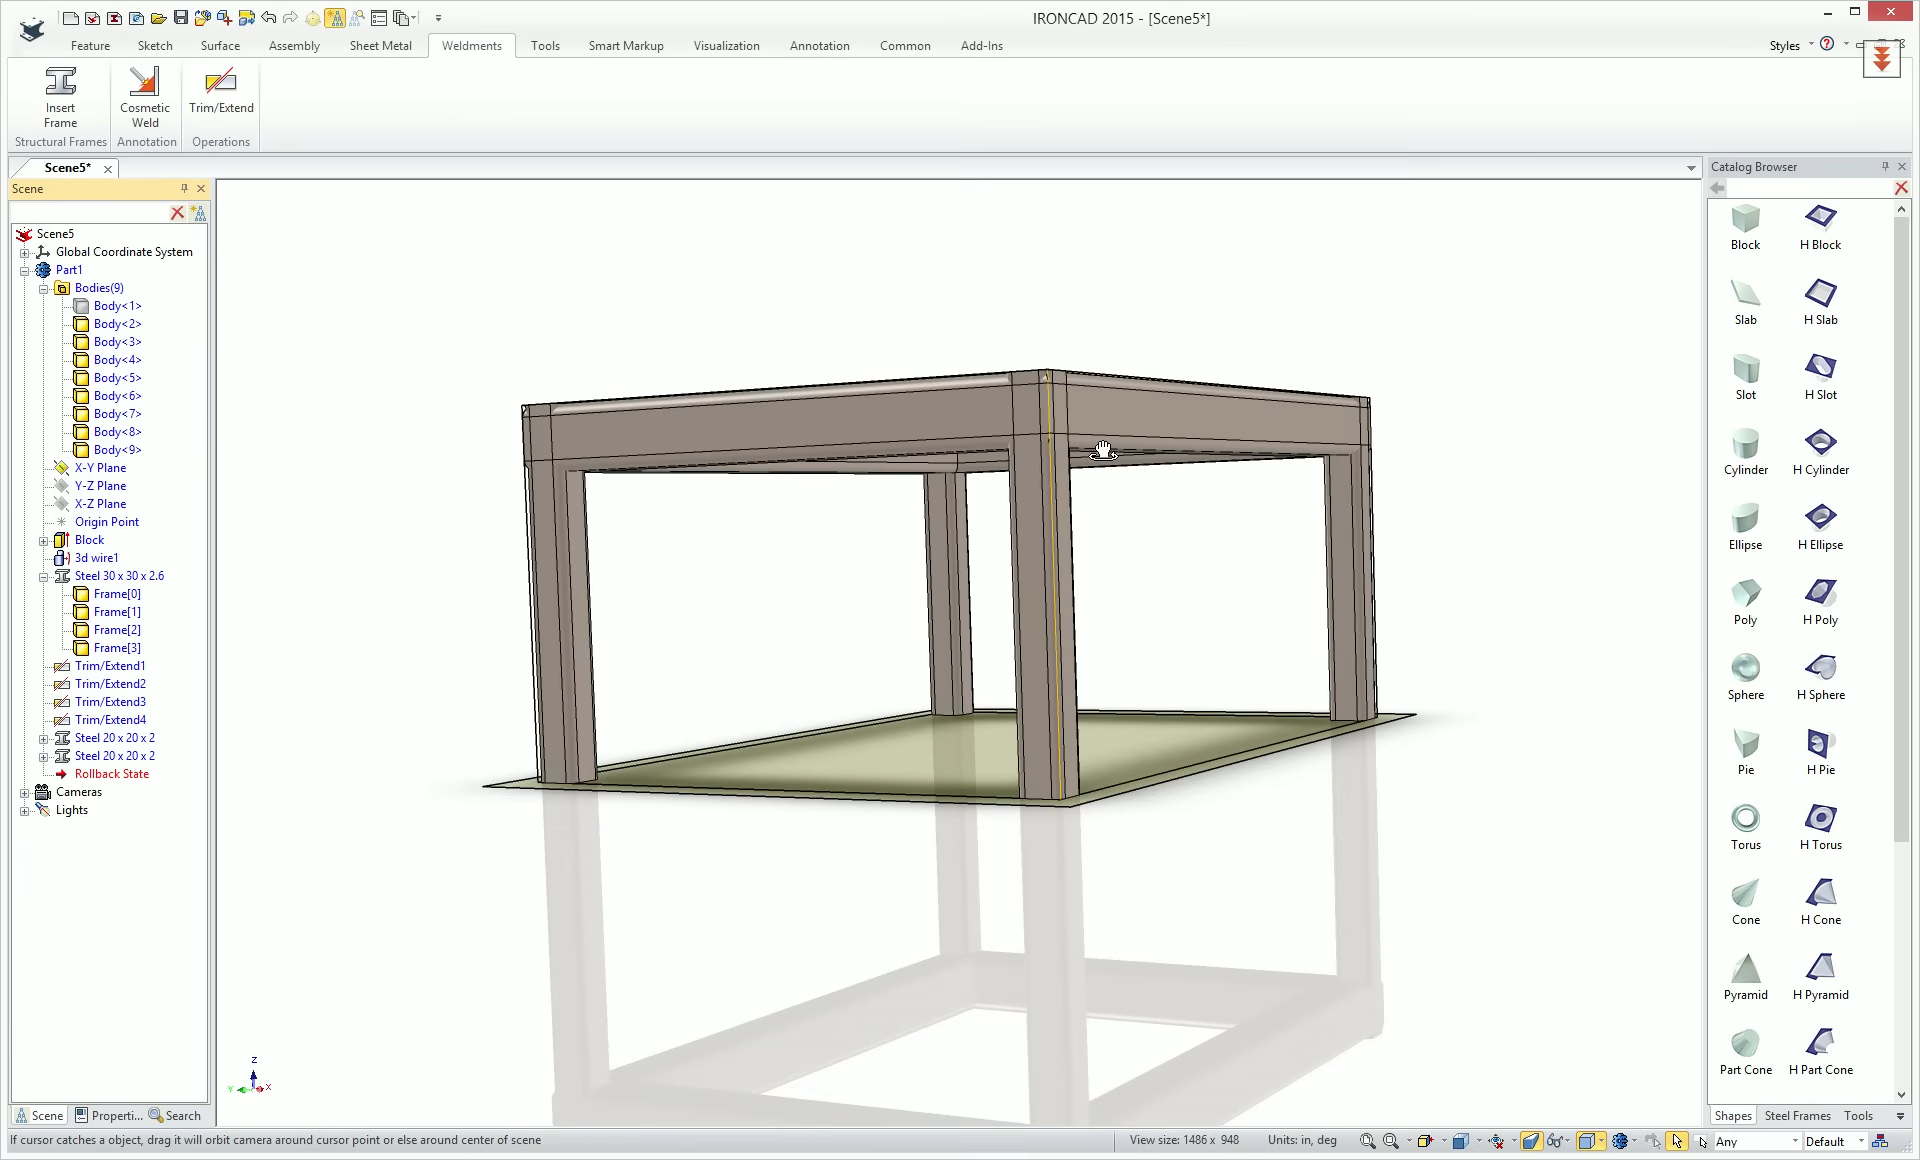 IRONCAD 2015 - [Scene5*]
Feature Sketch Surface Assembly Sheet Metal Weldments Tools Smart Markup Visualization Annotation Common Add-Ins Styles
Insert Frame
Cosmetic Weld
Trim/Extend
Structural Frames Annotation Operations
Scene5*
Scene
Scene5
Global Coordinate System
Part1
Bodies(9)
Body<1>
Body<2>
Body<3>
Body<4>
Body<5>
Body<6>
Body<7>
Body<8>
Body<9>
X-Y Plane
Y-Z Plane
X-Z Plane
Origin Point
Block
3d wire1
Steel 30 x 30 x 2.6
Frame[0]
Frame[1]
Frame[2]
Frame[3]
Trim/Extend1
Trim/Extend2
Trim/Extend3
Trim/Extend4
Steel 20 x 20 x 2
Steel 20 x 20 x 2
Rollback State
Cameras
Lights
Z
Y X
Catalog Browser
Block H Block
Slab H Slab
Slot H Slot
Cylinder H Cylinder
Ellipse H Ellipse
Poly H Poly
Sphere H Sphere
Pie H Pie
Torus H Torus
Cone H Cone
Pyramid H Pyramid
Part Cone H Part Cone
Scene Properti... Search
Shapes Steel Frames Tools
If cursor catches a object, drag it will orbit camera around cursor point or else around center of scene
View size: 1486 x 948 Units: in, deg Any Default